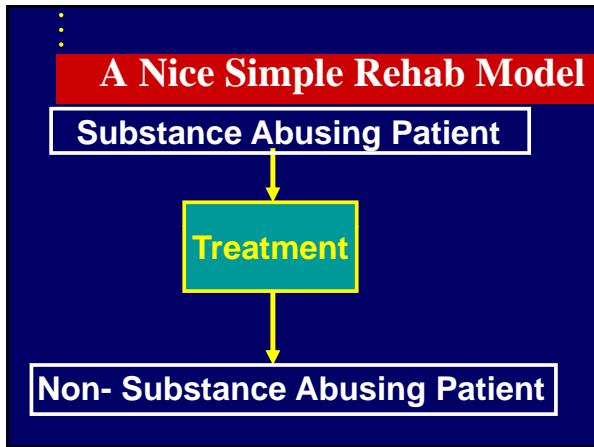 A Nice Simple Rehab Model
Substance Abusing Patient
Treatment
Non- Substance Abusing Patient